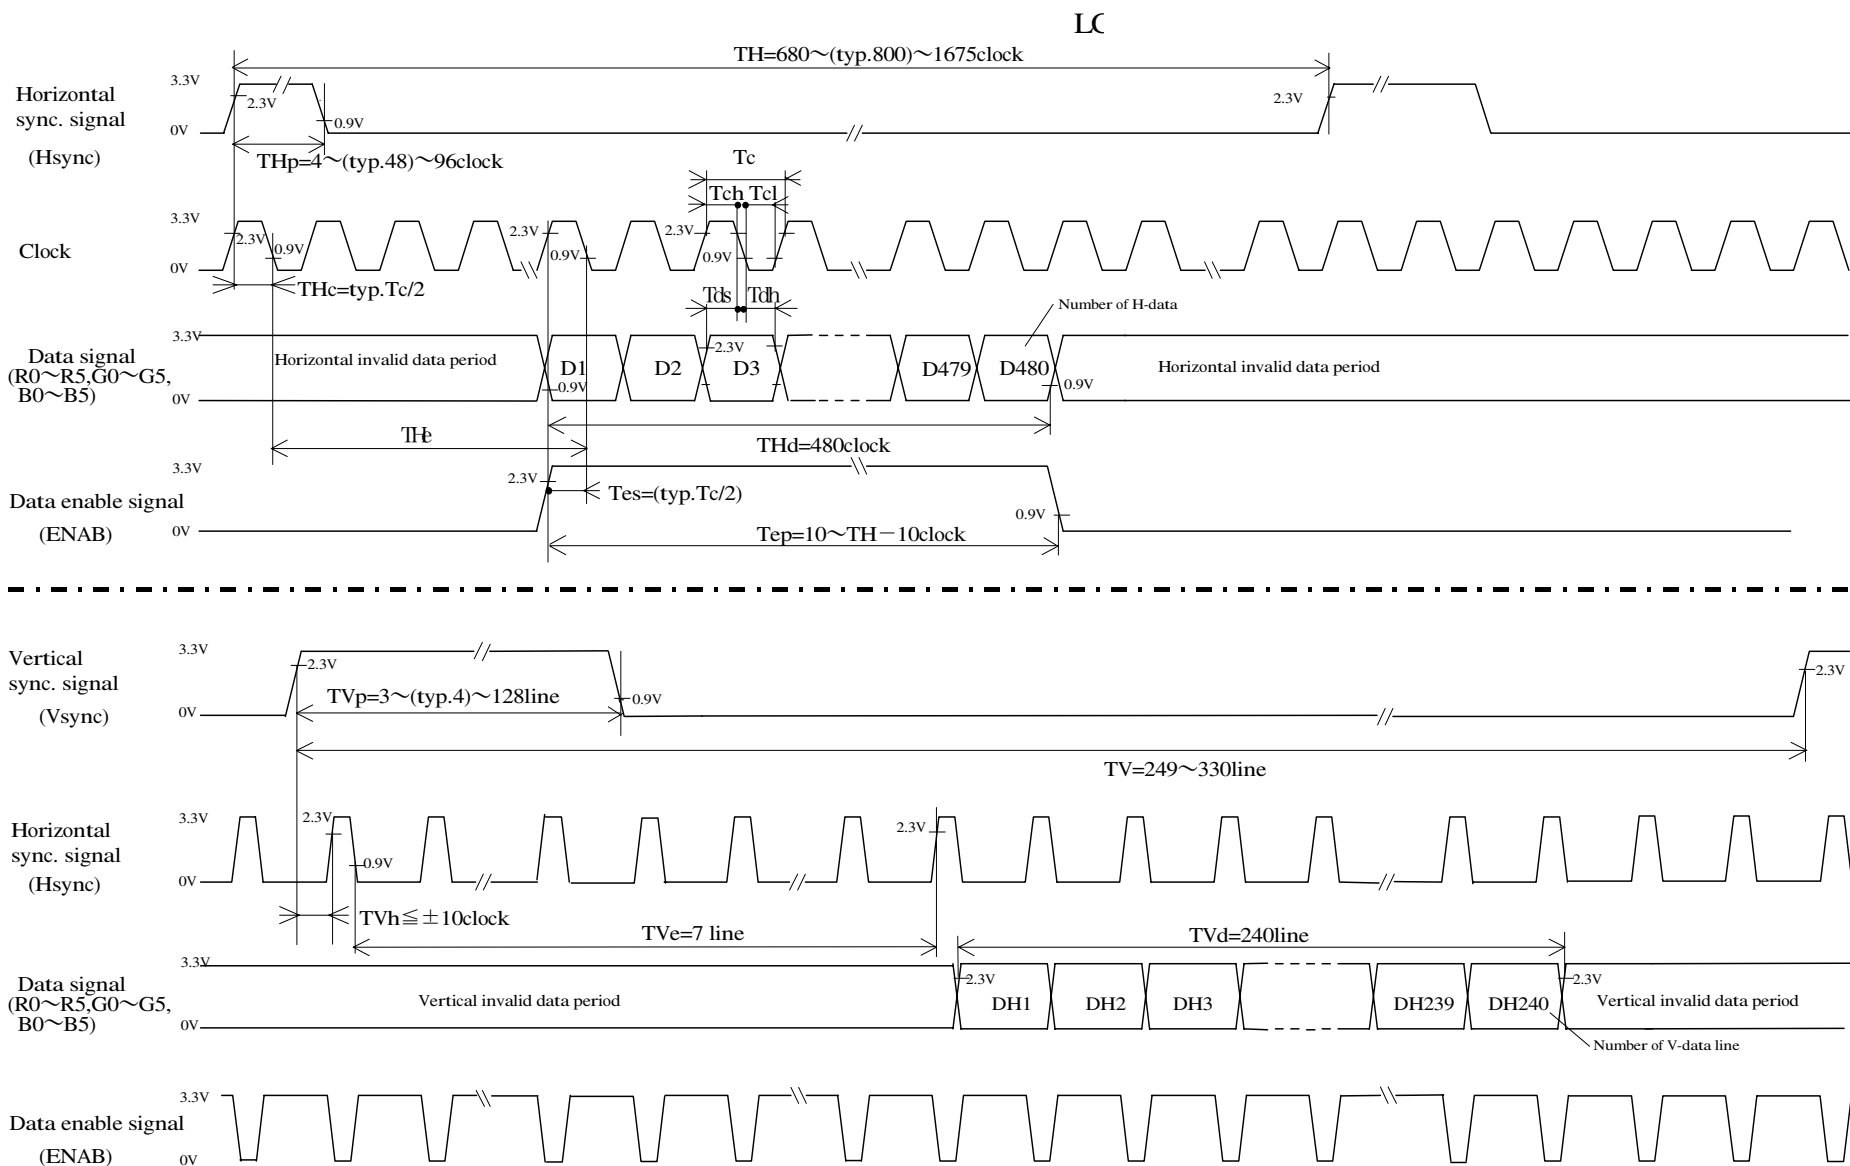 LC
TH=680～(typ.800)～1675clock
3.3V
Horizontal
sync. signal
(Hsync)
2.3V
0.9V
2.3V
0V
THp=4～(typ.48)～96clock
Tc
Tch Tcl
3.3V
Clock
2.3V
0.9V
2.3V
0.9V
2.3V
0.9V
0V
THc=typ.Tc/2
Tds Tdh
Number of H-data
3.3V
Data signal
(R0～R5,G0～G5,
B0～B5)
Horizontal invalid data period
D1
D2
2.3V
D3
D479
D480
Horizontal invalid data period
0.9V
0.9V
0V
THe
THd=480clock
3.3V
Data enable signal
(ENAB)
2.3V
Tes=(typ.Tc/2)
0.9V
0V
Tep=10～TH－10clock
3.3V
Vertical
sync. signal
(Vsync)
2.3V
2.3V
TVp=3～(typ.4)～128line
0.9V
0V
TV=249～330line
3.3V
Horizontal
sync. signal
(Hsync)
2.3V
2.3V
0.9V
0V
TVh≦±10clock
TVe=7 line
TVd=240line
3.3V
Data signal
(R0～R5,G0～G5,
B0～B5)
2.3V
2.3V
Vertical invalid data period
DH1
DH2
DH3
DH239
DH240
Vertical invalid data period
0V
Number of V-data line
3.3V
Data enable signal
(ENAB)
0V